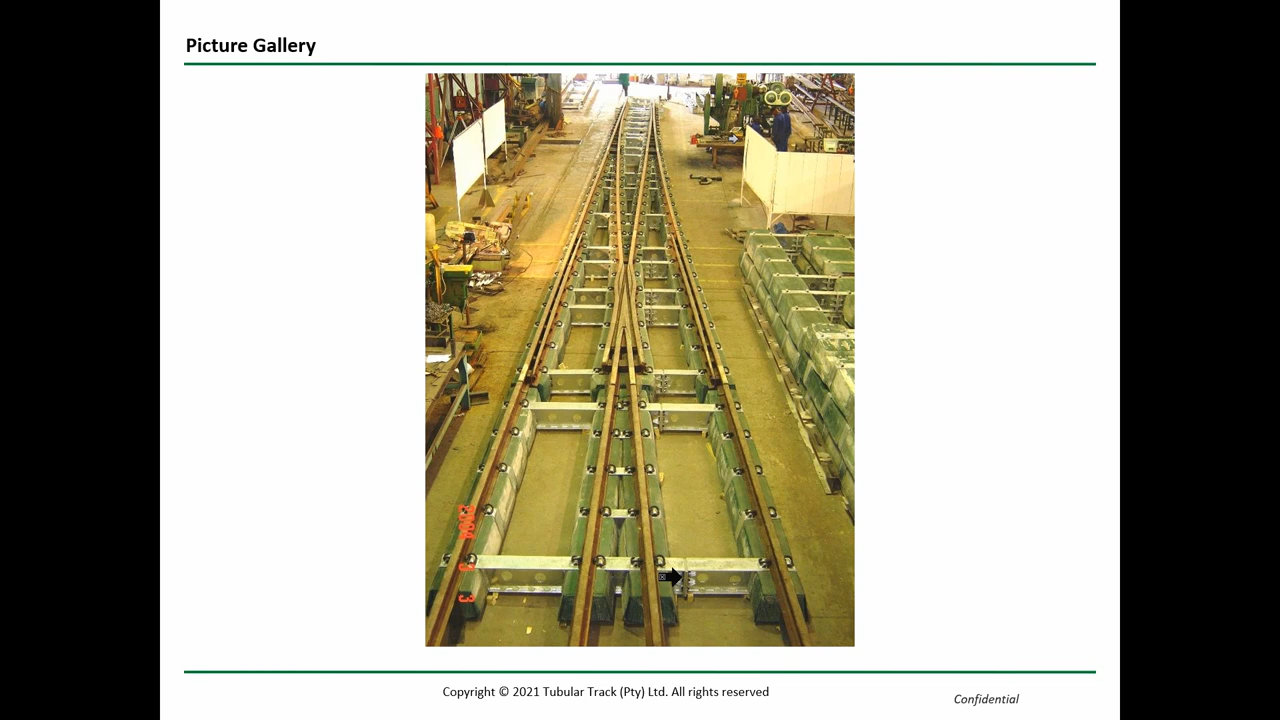 Picture Gallery
Copyright © 2021 Tubular Track (Pty) Ltd. All rights reserved
Confidential